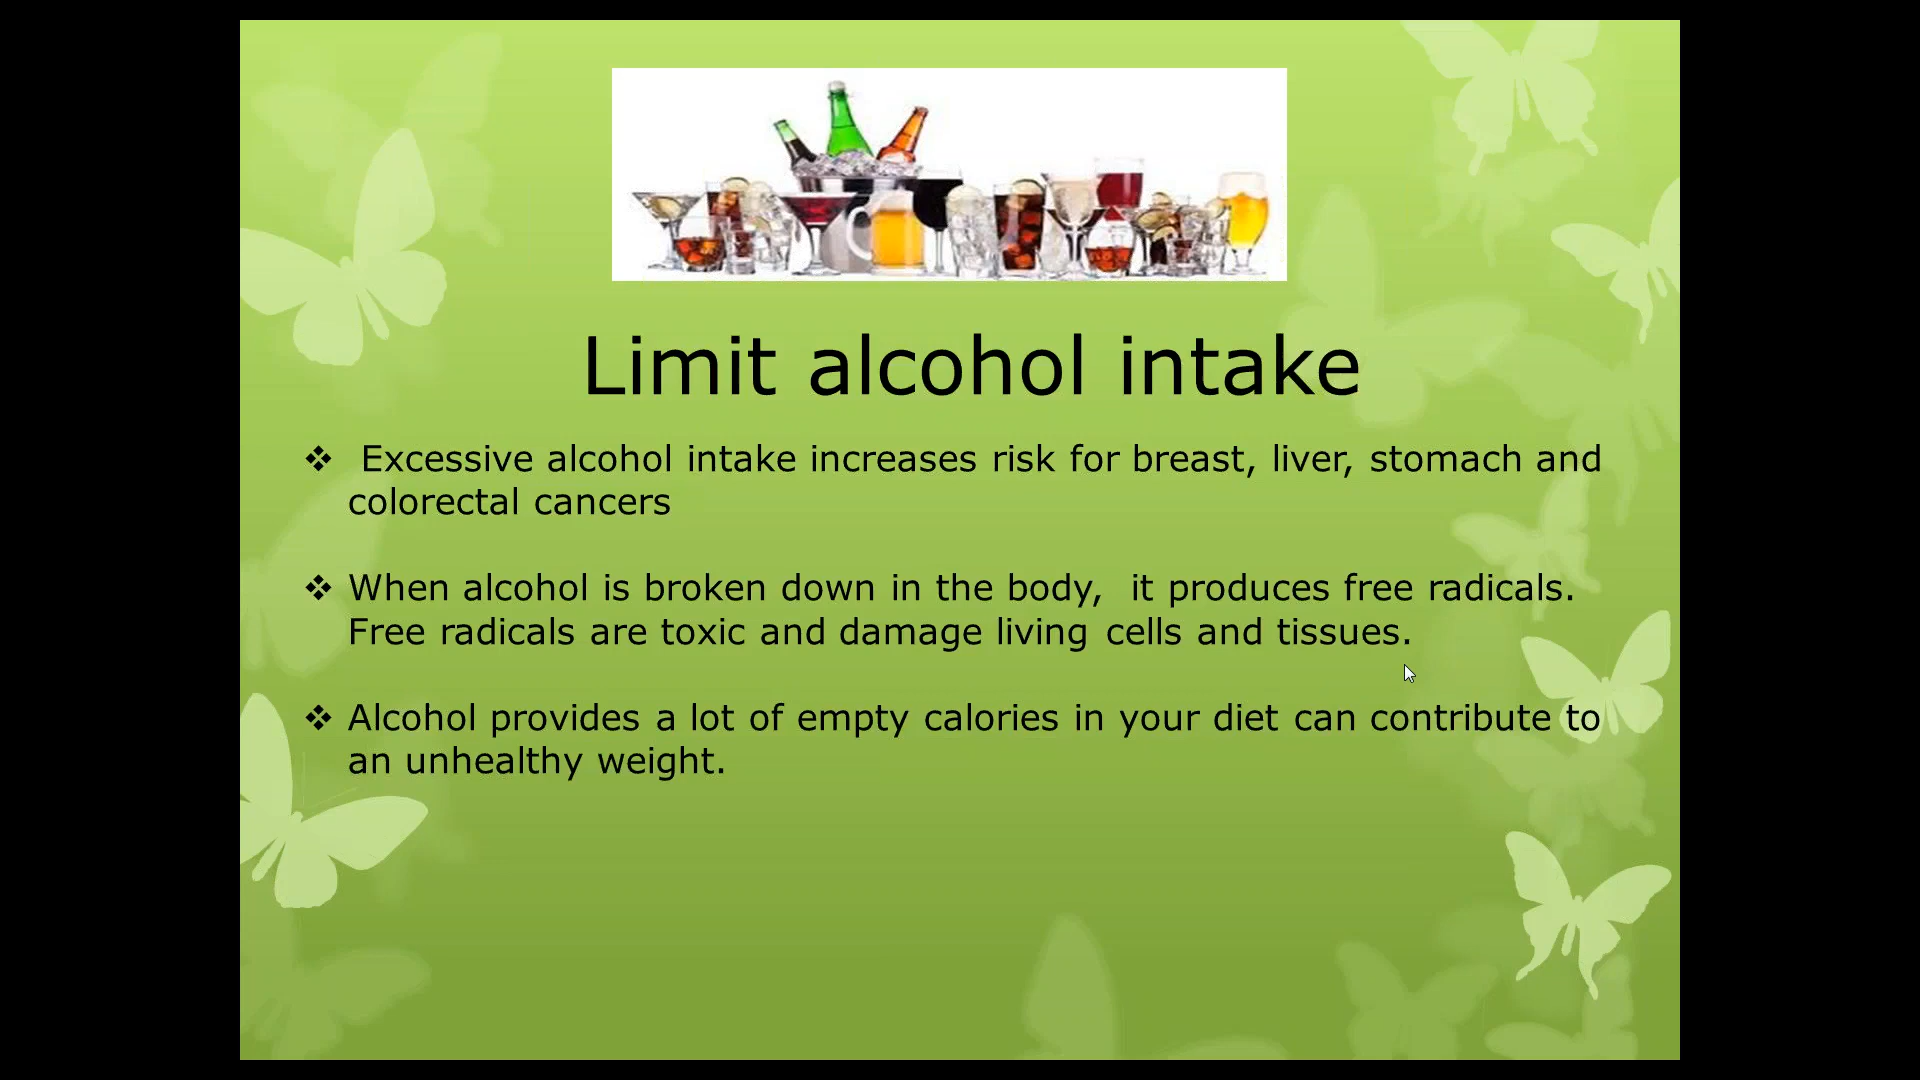 Limit alcohol intake
❖ Excessive alcohol intake increases risk for breast, liver, stomach and
colorectal cancers
❖ When alcohol is broken down in the body, it produces free radicals.
Free radicals are toxic and damage living cells and tissues.
❖ Alcohol provides a lot of empty calories in your diet can contribute to
an unhealthy weight.